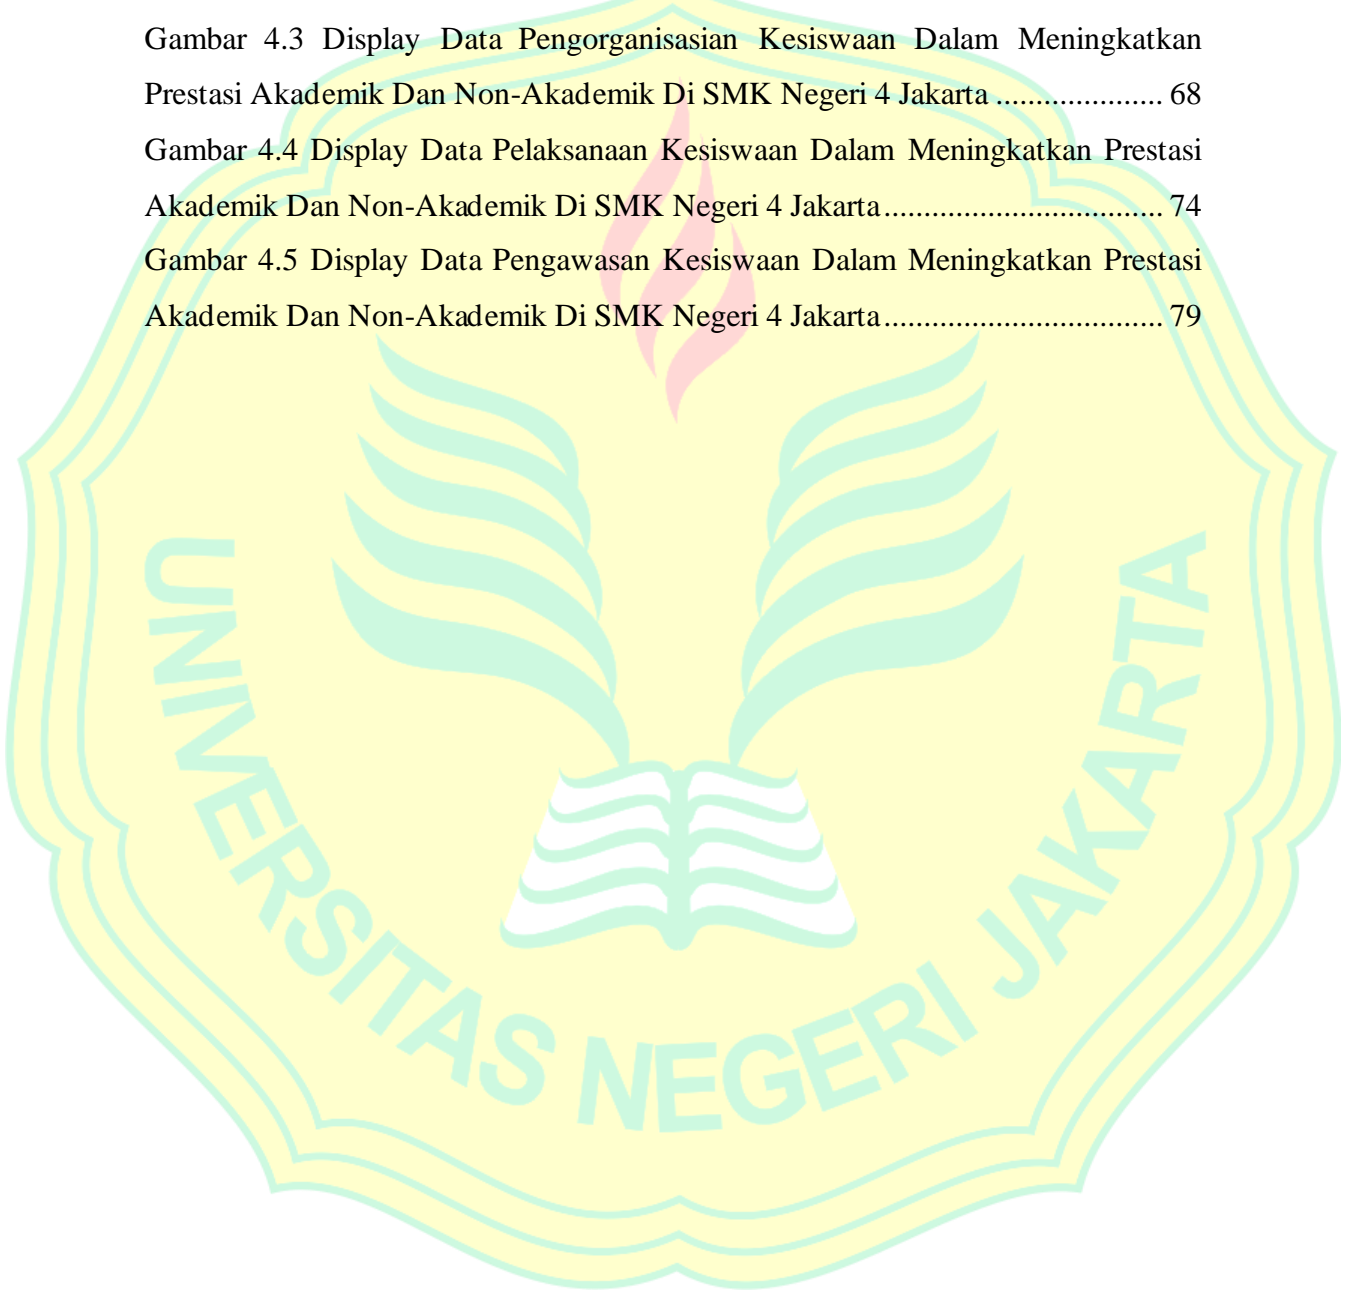 Gambar 4.3 Display Data Pengorganisasian Kesiswaan Dalam Meningkatkan
Prestasi Akademik Dan Non-Akademik Di SMK Negeri 4 Jakarta ..................... 68
Gambar 4.4 Display Data Pelaksanaan Kesiswaan Dalam Meningkatkan Prestasi
Akademik Dan Non-Akademik Di SMK Negeri 4 Jakarta ................................... 74
Gambar 4.5 Display Data Pengawasan Kesiswaan Dalam Meningkatkan Prestasi
Akademik Dan Non-Akademik Di SMK Negeri 4 Jakarta ................................... 79
UNIVERSITAS NEGERI JAKARTA